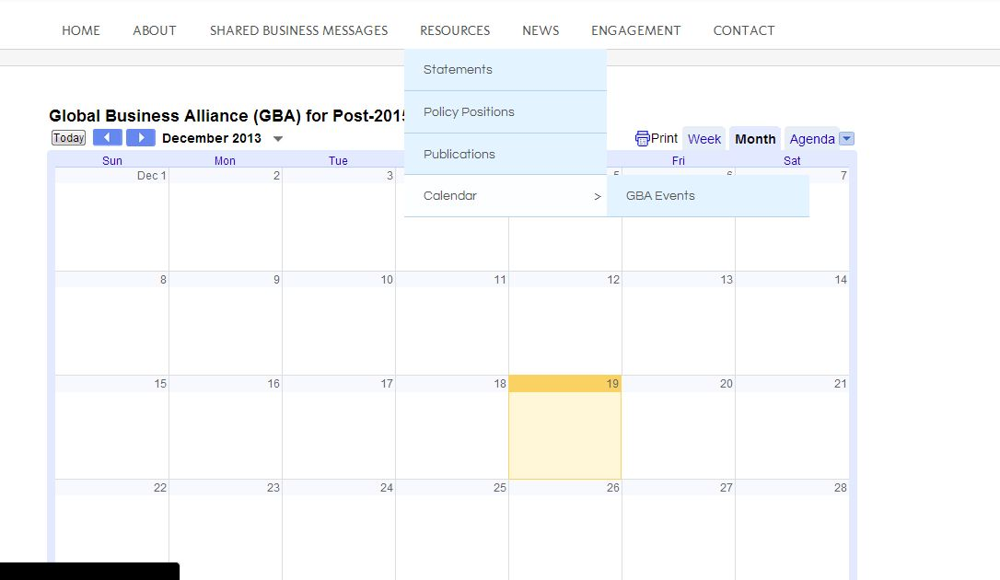 HOME ABOUT SHARED BUSINESS MESSAGES RESOURCES NEWS ENGAGEMENT CONTACT
Statements
Policy Positions
Publications
Calendar > GBA Events
Global Business Alliance (GBA) for Post-2015
Today December 2013 Print Week Month Agenda
Sun Mon Tue Fri Sat
Dec 1 2 3 5 6 7
8 9 10 11 12 13 14
15 16 17 18 19 20 21
22 23 24 25 26 27 28